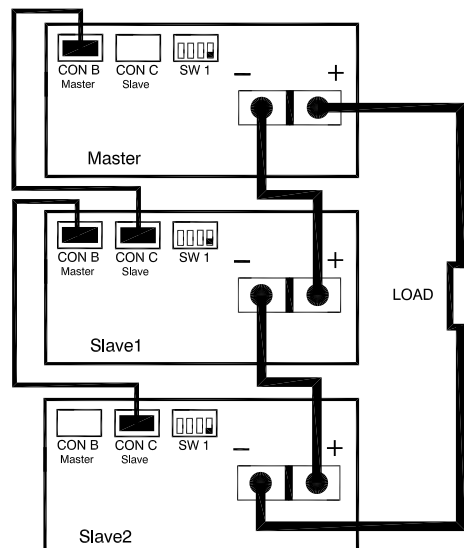 CON B CON C SW 1
Master Slave
− +
Master
CON B CON C SW 1
Master Slave
− +
LOAD
Slave1
CON B CON C SW 1
Master Slave
− +
Slave2